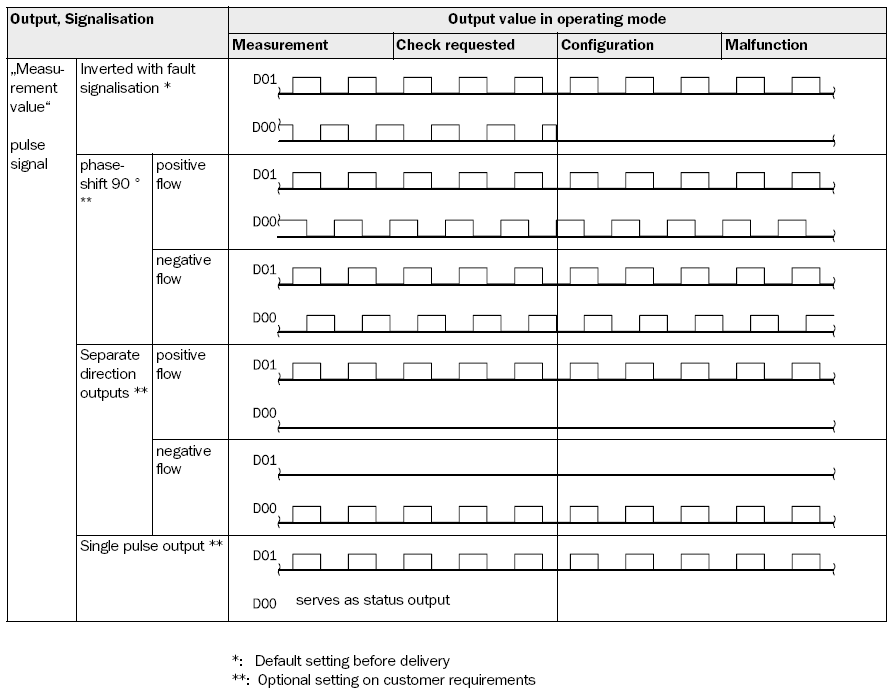 Output, Signalisation
Output value in operating mode
Measurement
Check requested
Configuration
Malfunction
„Measu-
rement
value“
pulse
signal
Inverted with fault
signalisation *
D01
D00
phase-
shift 90 °
**
positive
flow
D01
D00
negative
flow
D01
D00
Separate
direction
outputs **
positive
flow
D01
D00
negative
flow
D01
D00
Single pulse output **
D01
D00 serves as status output
*: Default setting before delivery
**: Optional setting on customer requirements